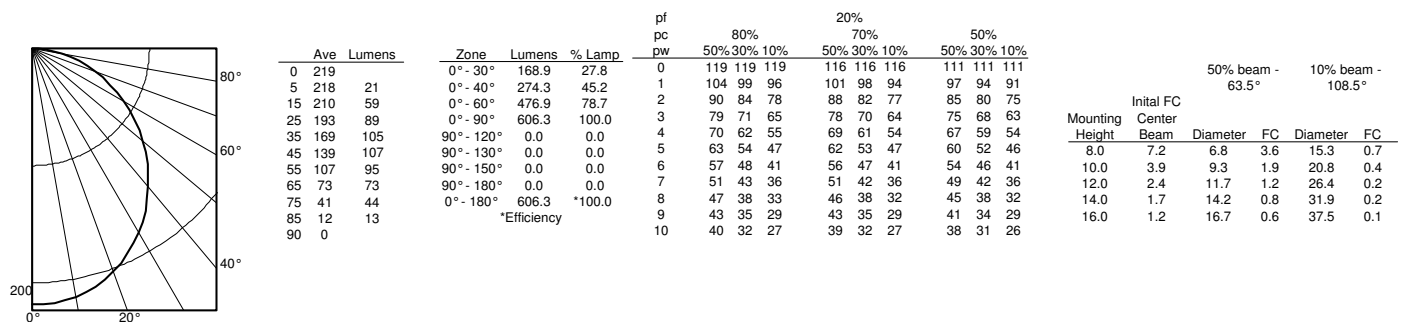 80°
60°
40°
200
0° 20°
Ave Lumens
0 219
5 218 21
15 210 59
25 193 89
35 169 105
45 139 107
55 107 95
65 73 73
75 41 44
85 12 13
90 0
Zone Lumens % Lamp
0° - 30° 168.9 27.8
0° - 40° 274.3 45.2
0° - 60° 476.9 78.7
0° - 90° 606.3 100.0
90° - 120° 0.0 0.0
90° - 130° 0.0 0.0
90° - 150° 0.0 0.0
90° - 180° 0.0 0.0
0° - 180° 606.3 *100.0
*Efficiency
pf 20%
pc 80% 70% 50%
pw 50% 30% 10% 50% 30% 10% 50% 30% 10%
0 119 119 119 116 116 116 111 111 111
1 104 99 96 101 98 94 97 94 91
2 90 84 78 88 82 77 85 80 75
3 79 71 65 78 70 64 75 68 63
4 70 62 55 69 61 54 67 59 54
5 63 54 47 62 53 47 60 52 46
6 57 48 41 56 47 41 54 46 41
7 51 43 36 51 42 36 49 42 36
8 47 38 33 46 38 32 45 38 32
9 43 35 29 43 35 29 41 34 29
10 40 32 27 39 32 27 38 31 26
50% beam - 10% beam -
63.5° 108.5°
Inital FC
Mounting Center
Height Beam Diameter FC Diameter FC
8.0 7.2 6.8 3.6 15.3 0.7
10.0 3.9 9.3 1.9 20.8 0.4
12.0 2.4 11.7 1.2 26.4 0.2
14.0 1.7 14.2 0.8 31.9 0.2
16.0 1.2 16.7 0.6 37.5 0.1